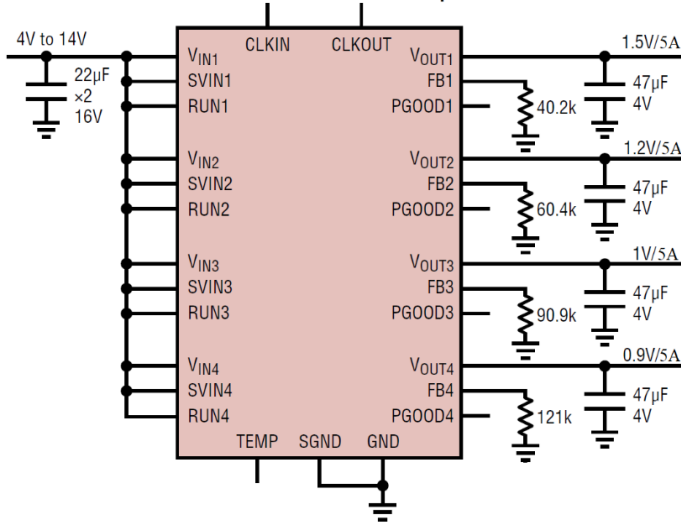 4V to 14V
22µF
×2
16V
CLKIN
CLKOUT
VIN1
SVIN1
RUN1
VIN2
SVIN2
RUN2
VIN3
SVIN3
RUN3
VIN4
SVIN4
RUN4
TEMP
SGND
GND
VOUT1
FB1
PGOOD1
VOUT2
FB2
PGOOD2
VOUT3
FB3
PGOOD3
VOUT4
FB4
PGOOD4
40.2k
60.4k
90.9k
121k
1.5V/5A
47µF
4V
1.2V/5A
47µF
4V
1V/5A
47µF
4V
0.9V/5A
47µF
4V